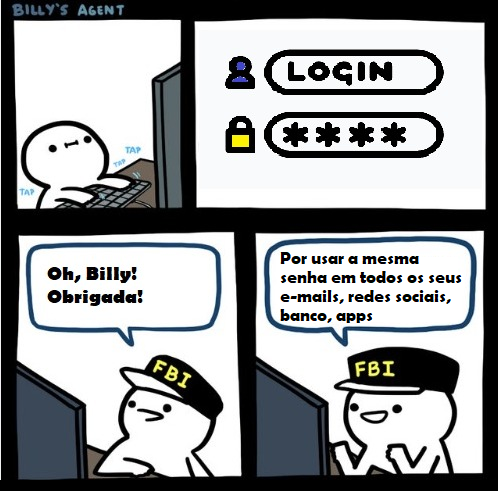 BILLY'S AGENT
TAP
TAP
TAP
LOGIN
****
Oh, Billy!
Obrigada!
FBI
Por usar a mesma
senha em todos os seus
e-mails, redes sociais,
banco, apps
FBI